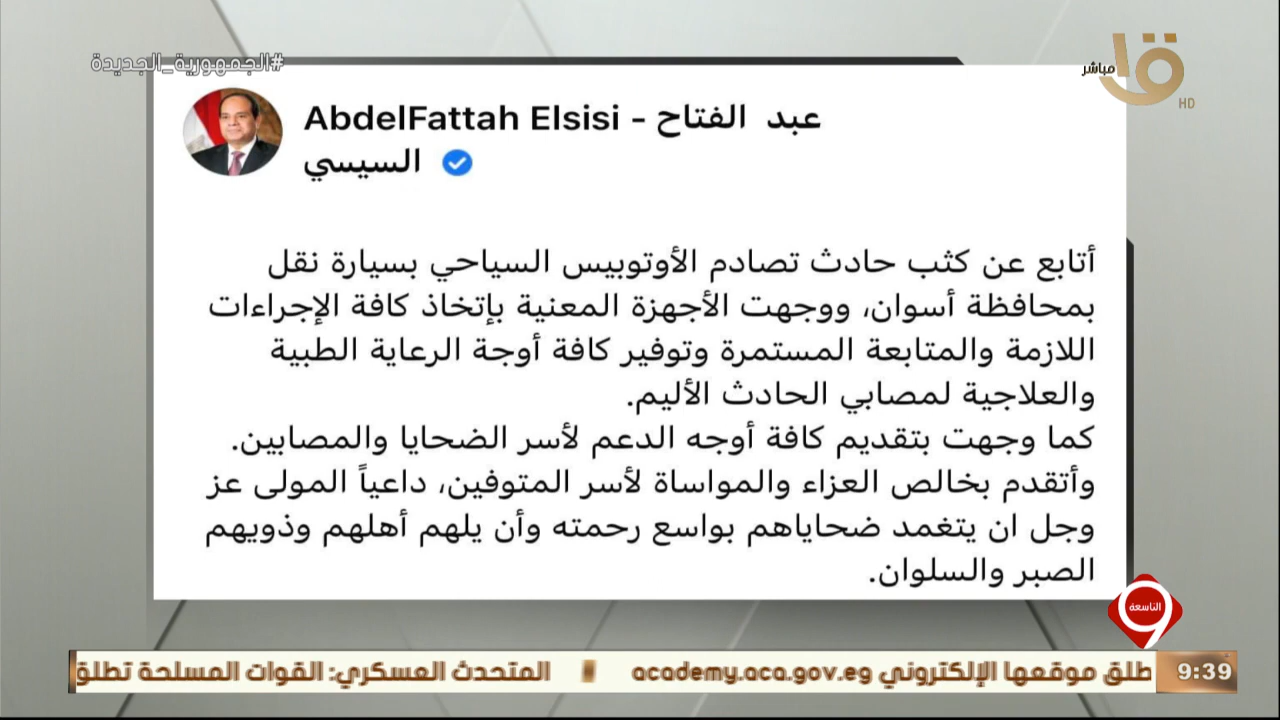 #الجمهورية_الجديدة
مباشر
HD
AbdelFattah Elsisi - عبد الفتاح
السيسي
أتابع عن كثب حادث تصادم الأوتوبيس السياحي بسيارة نقل
بمحافظة أسوان، ووجهت الأجهزة المعنية بإتخاذ كافة الإجراءات
اللازمة والمتابعة المستمرة وتوفير كافة أوجة الرعاية الطبية
والعلاجية لمصابي الحادث الأليم.
كما وجهت بتقديم كافة أوجه الدعم لأسر الضحايا والمصابين.
وأتقدم بخالص العزاء والمواساة لأسر المتوفين، داعياً المولى عز
وجل ان يتغمد ضحاياهم بواسع رحمته وأن يلهم أهلهم وذويهم
الصبر والسلوان.
التاسعة
9
9:39
طلق موقعها الإلكتروني academy.aca.gov.eg المتحدث العسكري: القوات المسلحة تطلق